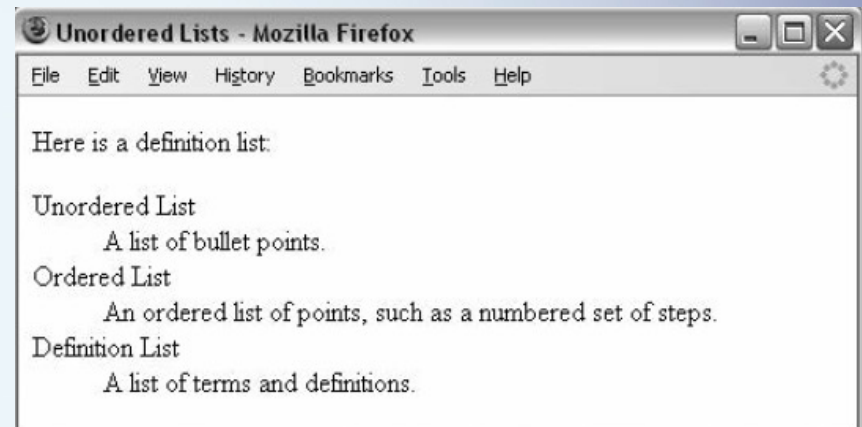 Unordered Lists - Mozilla Firefox
File Edit View History Bookmarks Tools Help
Here is a definition list:
Unordered List
A list of bullet points.
Ordered List
An ordered list of points, such as a numbered set of steps.
Definition List
A list of terms and definitions.